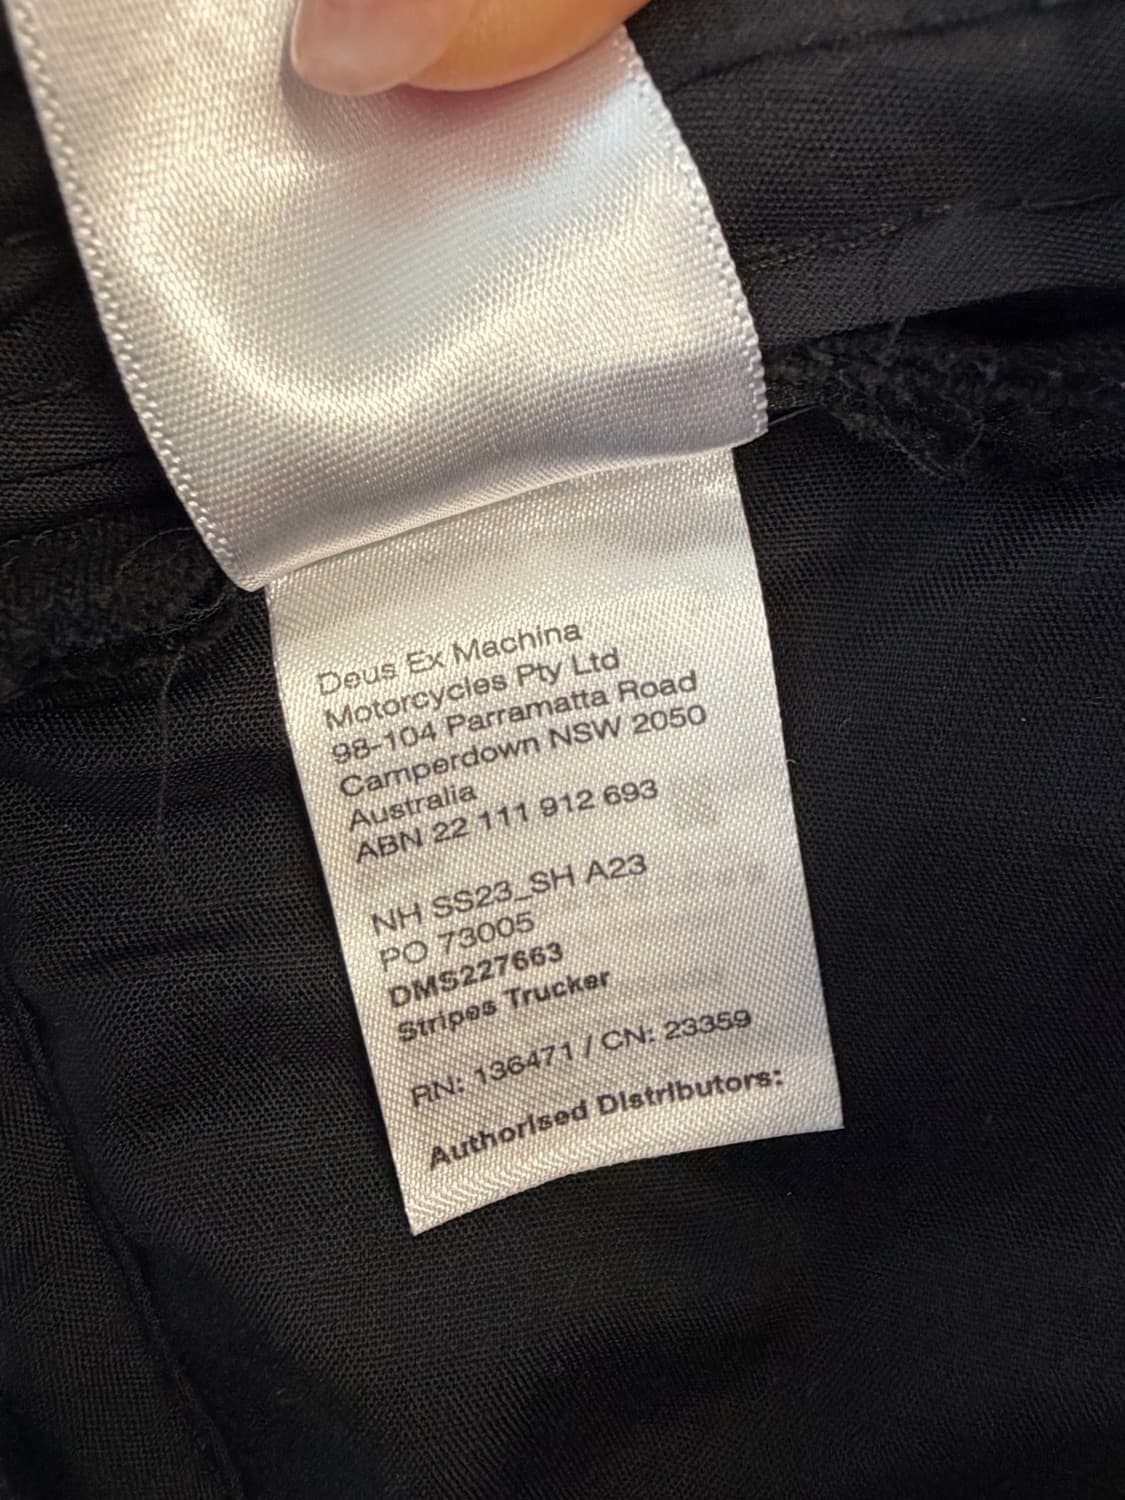 Deus Ex Machina
Motorcycles Pty Ltd
98-104 Parramatta Road
Camperdown NSW 2050
Australia
ABN 22 111 912 693
NH SS23_SH A23
PO 73005
DMS227663
Stripes Trucker
RN: 136471 / CN: 23359
Authorised Distributors: